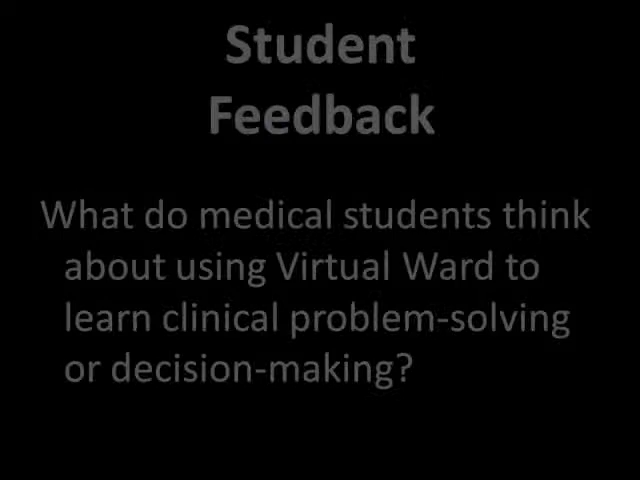 Student
Feedback
What do medical students think
about using Virtual Ward to
learn clinical problem-solving
or decision-making?